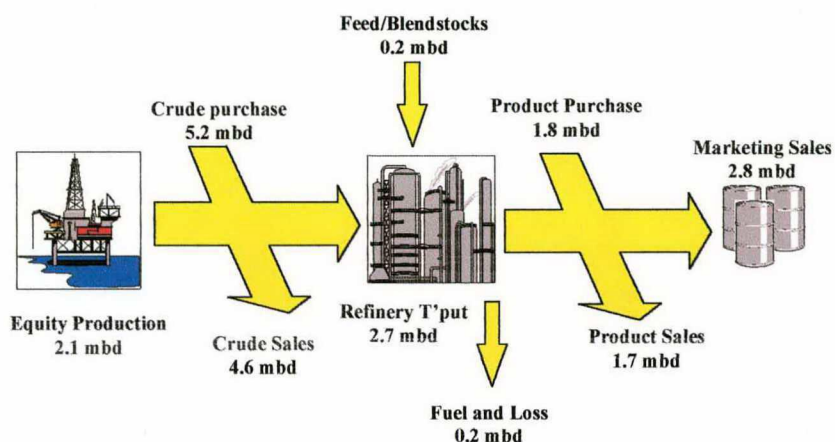 Feed/Blendstocks
0.2 mbd
Crude purchase
5.2 mbd
Product Purchase
1.8 mbd
Marketing Sales
2.8 mbd
Equity Production
2.1 mbd
Crude Sales
4.6 mbd
Refinery T'put
2.7 mbd
Product Sales
1.7 mbd
Fuel and Loss
0.2 mbd